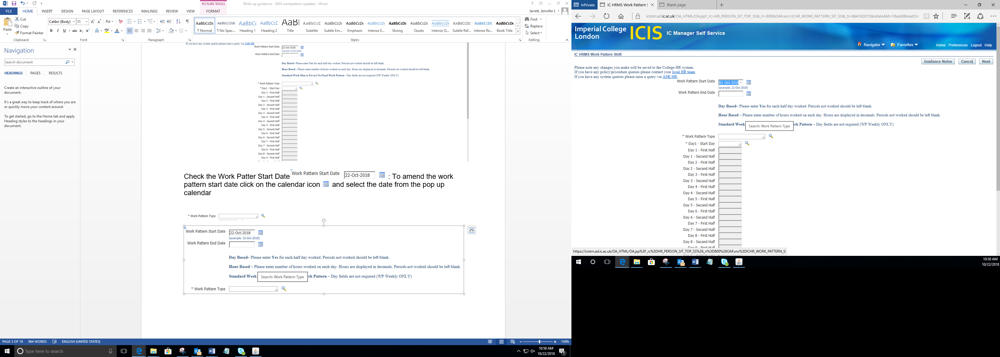 Write up guidance - MSS workpattern updates - Word
PICTURE TOOLS
FILE
HOME
INSERT
DESIGN
PAGE LAYOUT
REFERENCES
MAILINGS
REVIEW
VIEW
FORMAT
Jarrett, Jennifer L
Paste
Cut
Copy
Format Painter
Clipboard
Calibri (Body)
11
Font
Paragraph
AaBbCcDc
¶ Normal
AaBbCcDdE
¶ No Spac...
AaBbC(
Heading 1
AaBbCcE
Heading 2
AaBl
Title
AaBbCcD
Subtitle
AaBbCcDc
Subtle Em...
AaBbCcDc
Emphasis
AaBbCcDc
Intense E...
AaBbCcDc
Strong
AaBbCcDc
Quote
AaBbCcDc
Intense Q...
AABBCCDD
Subtle Ref...
AABBCCDE
Intense Re...
AaBbCcDc
Book Title
Styles
Find
Replace
Select
Editing
Navigation
Search document
HEADINGS
PAGES
RESULTS
Create an interactive outline of your
document.
It's a great way to keep track of where you are
or quickly move your content around.
To get started, go to the Home tab and apply
Heading styles to the headings in your
document.
If you have any system queries please raise a query via ASK HR.
Work Pattern Start Date 22-Oct-2018
(example: 22-Oct-2018)
Work Pattern End Date
Day Based– Please enter Yes for each half day worked. Periods not worked should be left blank.
Hour Based – Please enter number of hours worked on each day. Hours are displayed in decimals. Periods not worked should be left blank.
Standard Week Mon to Fri and No Fixed Work Pattern – Day fields are not required (WP Weekly ONLY)
* Work Pattern Type
* Day1 - Start Day
Day 1 - First Half
Day 1 - Second Half
Day 2 - First Half
Day 2 - Second Half
Day 3 - First Half
Day 3 - Second Half
Day 4 - First Half
Day 4 - Second Half
Day 5 - First Half
Day 5 - Second Half
Day 6 - First Half
Day 6 - Second Half
Day 7 - First Half
Day 7 - Second Half
Day 8 - First Half
Day 8 - Second Half
Day 9 - First Half
Check the Work Patter Start Date Work Pattern Start Date 22-Oct-2018 : To amend the work
pattern start date click on the calendar icon and select the date from the pop up
calendar
* Work Pattern Type
Work Pattern Start Date 22-Oct-2018
(example: 22-Oct-2018)
Work Pattern End Date
Day Based– Please enter Yes for each half day worked. Periods not worked should be left blank.
Hour Based – Please enter number of hours worked on each day. Hours are displayed in decimals. Periods not worked should be left blank.
Standard Week Search: Work Pattern Type rk Pattern – Day fields are not required (WP Weekly ONLY)
* Work Pattern Type
PAGE 3 OF 10
964 WORDS
ENGLISH (UNITED STATES)
150%
Type here to search
10:58 AM
10/22/2018
InPrivate
IC HRMS Work Pattern S
Blank page
icistrn.ad.ic.ac.uk/OA_HTML/OA.jsp?_rc=HR_PERSON_SIT_TOP_SS&_ri=800&OAFunc=ICHR_WORK_PATTERN_SIT_SS&_ti=864182073&retainAM=Y&addBreadCn
Imperial College
London
ICIS
IC Manager Self Service
Navigator
Favorites
Home Preferences Logout Help
IC HRMS Work Pattern Shift
Guidance Notes
Cancel
Next
Please note any changes you make will be saved to the College HR system.
If you have any policy/procedure queries please contact your local HR team.
If you have any system queries please raise a query via ASK HR.
Work Pattern Start Date 01-Oct-2018
(example: 22-Oct-2018)
Work Pattern End Date
Day Based– Please enter Yes for each half day worked. Periods not worked should be left blank.
Hour Based – Please enter number of hours worked on each day. Hours are displayed in decimals. Periods not worked should be left blank.
Standard Week Search: Work Pattern Type rk Pattern – Day fields are not required (WP Weekly ONLY)
* Work Pattern Type
* Day1 - Start Day
Day 1 - First Half
Day 1 - Second Half
Day 2 - First Half
Day 2 - Second Half
Day 3 - First Half
Day 3 - Second Half
Day 4 - First Half
Day 4 - Second Half
Day 5 - First Half
Day 5 - Second Half
Day 6 - First Half
Day 6 - Second Half
Day 7 - First Half
Day 7 - Second Half
Day 8 - First Half
Day 8 - Second Half
Day 9 - First Half
https://icistrn.ad.ic.ac.uk/OA_HTML/OA.jsp%3F_rc%3DHR_PERSON_SIT_TOP_SS%26_ri%3D800%26OAFunc%3DICHR_WORK_PATTERN_S
10:58 AM
10/22/2018